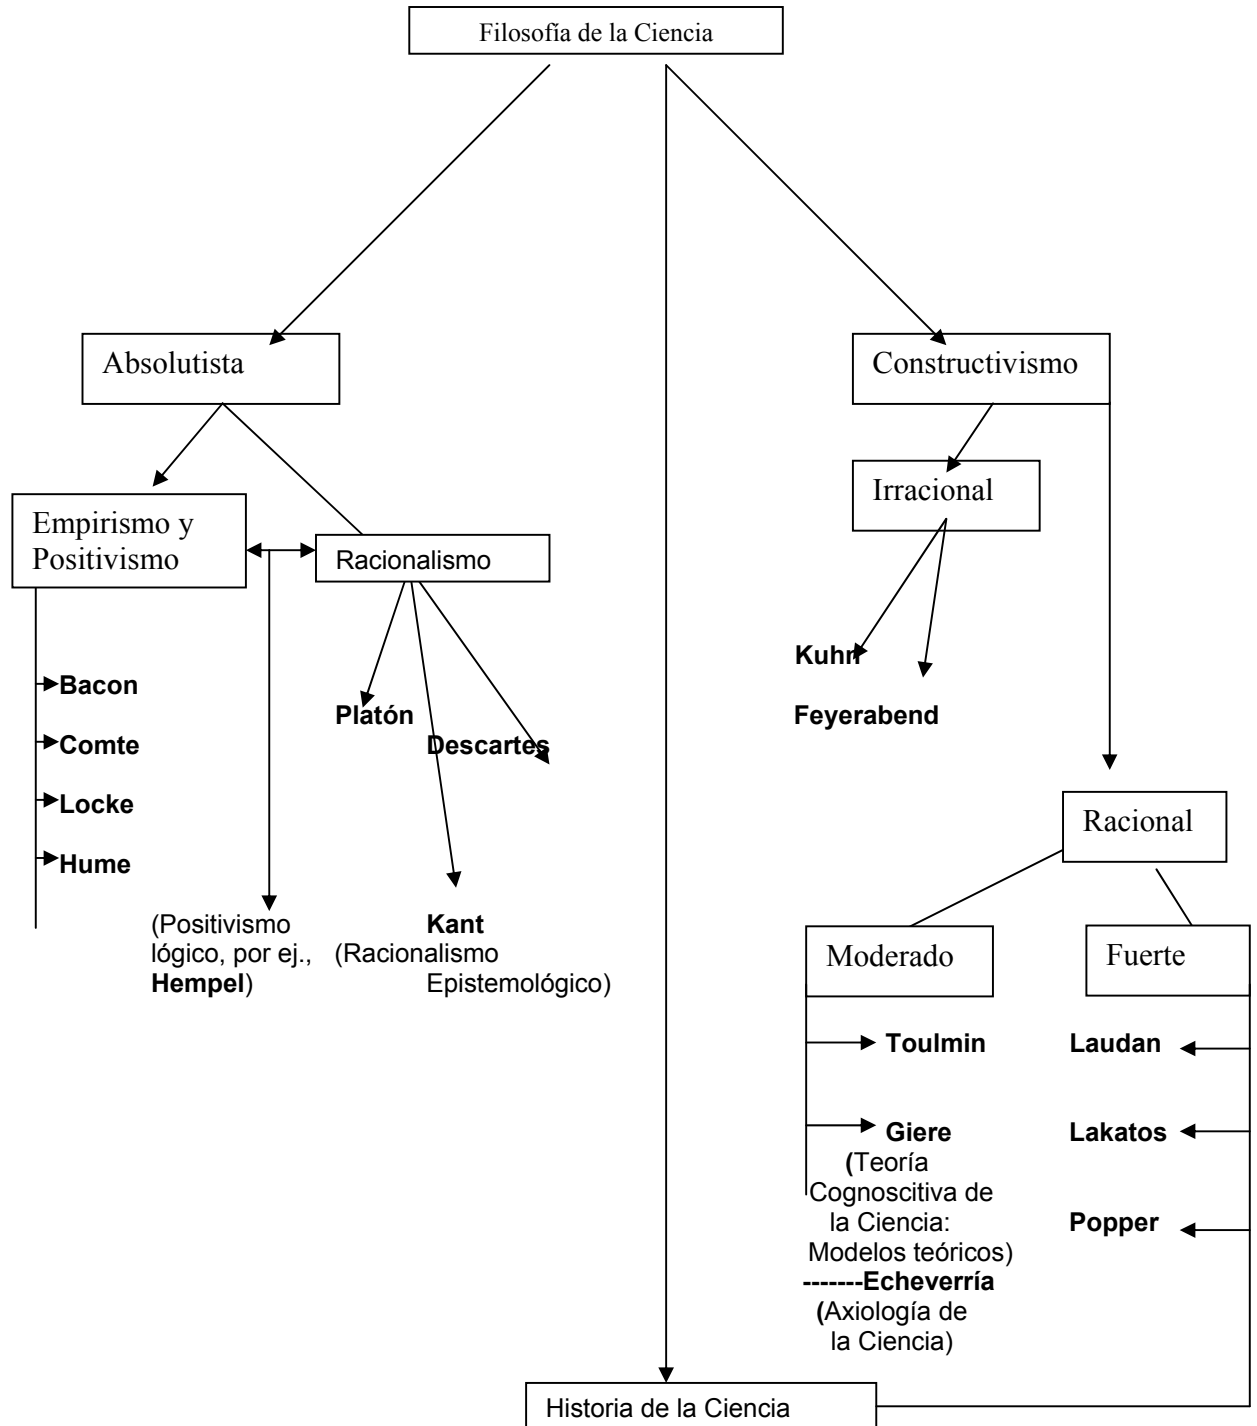 Filosofía de la Ciencia
Absolutista
Constructivismo
Empirismo y
Positivismo
Racionalismo
Irracional
Bacon
Comte
Locke
Hume
Platón
Descartes
Kuhn
Feyerabend
Racional
(Positivismo
lógico, por ej.,
Hempel)
Kant
(Racionalismo
Epistemológico)
Moderado
Fuerte
Toulmin
Giere
(Teoría
Cognoscitiva de
la Ciencia:
Modelos teóricos)
-------Echeverría
(Axiología de
la Ciencia)
Laudan
Lakatos
Popper
Historia de la Ciencia